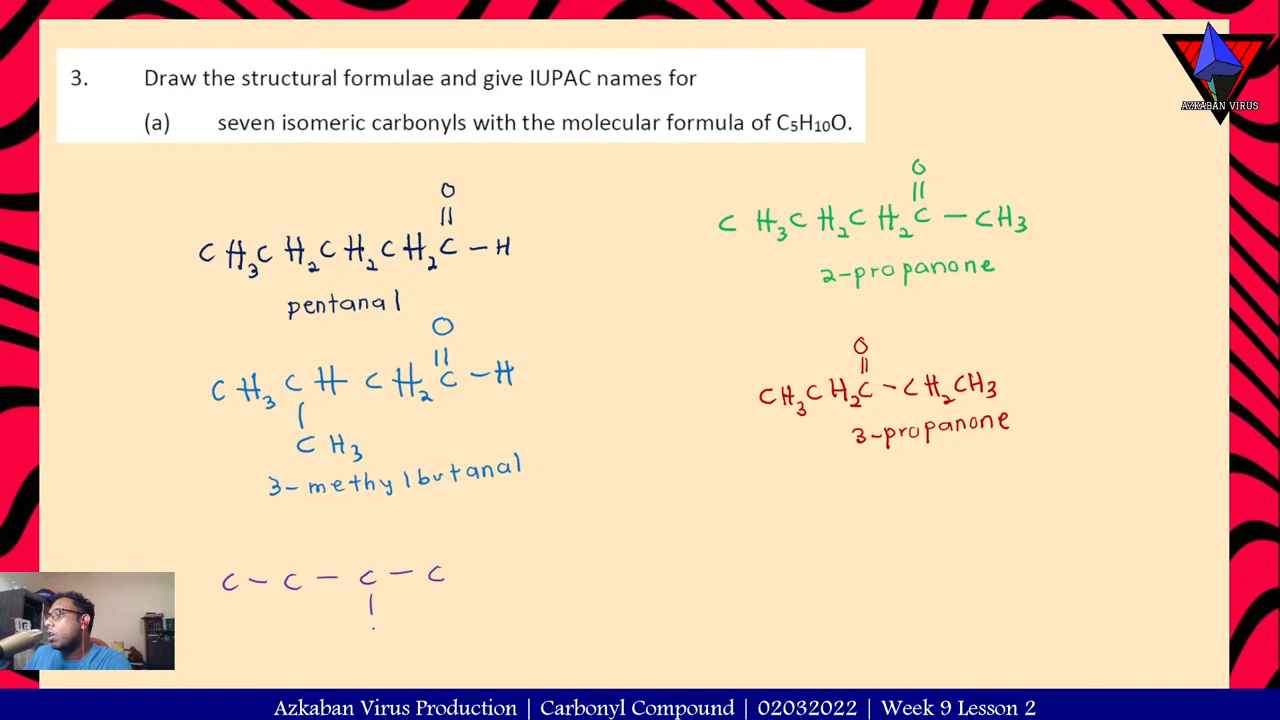 3. Draw the structural formulae and give IUPAC names for
(a) seven isomeric carbonyls with the molecular formula of C₅H₁₀O.
AZKABAN VIRUS
O
||
CH₃CH₂CH₂CH₂C-H
pentanal
O
||
CH₃CHCH₂C-H
|
CH₃
3-methylbutanal
C-C-C-C
|
O
||
CH₃CH₂CH₂C-CH₃
2-propanone
O
||
CH₃CH₂C-CH₂CH₃
3-propanone
Azkaban Virus Production | Carbonyl Compound | 02032022 | Week 9 Lesson 2